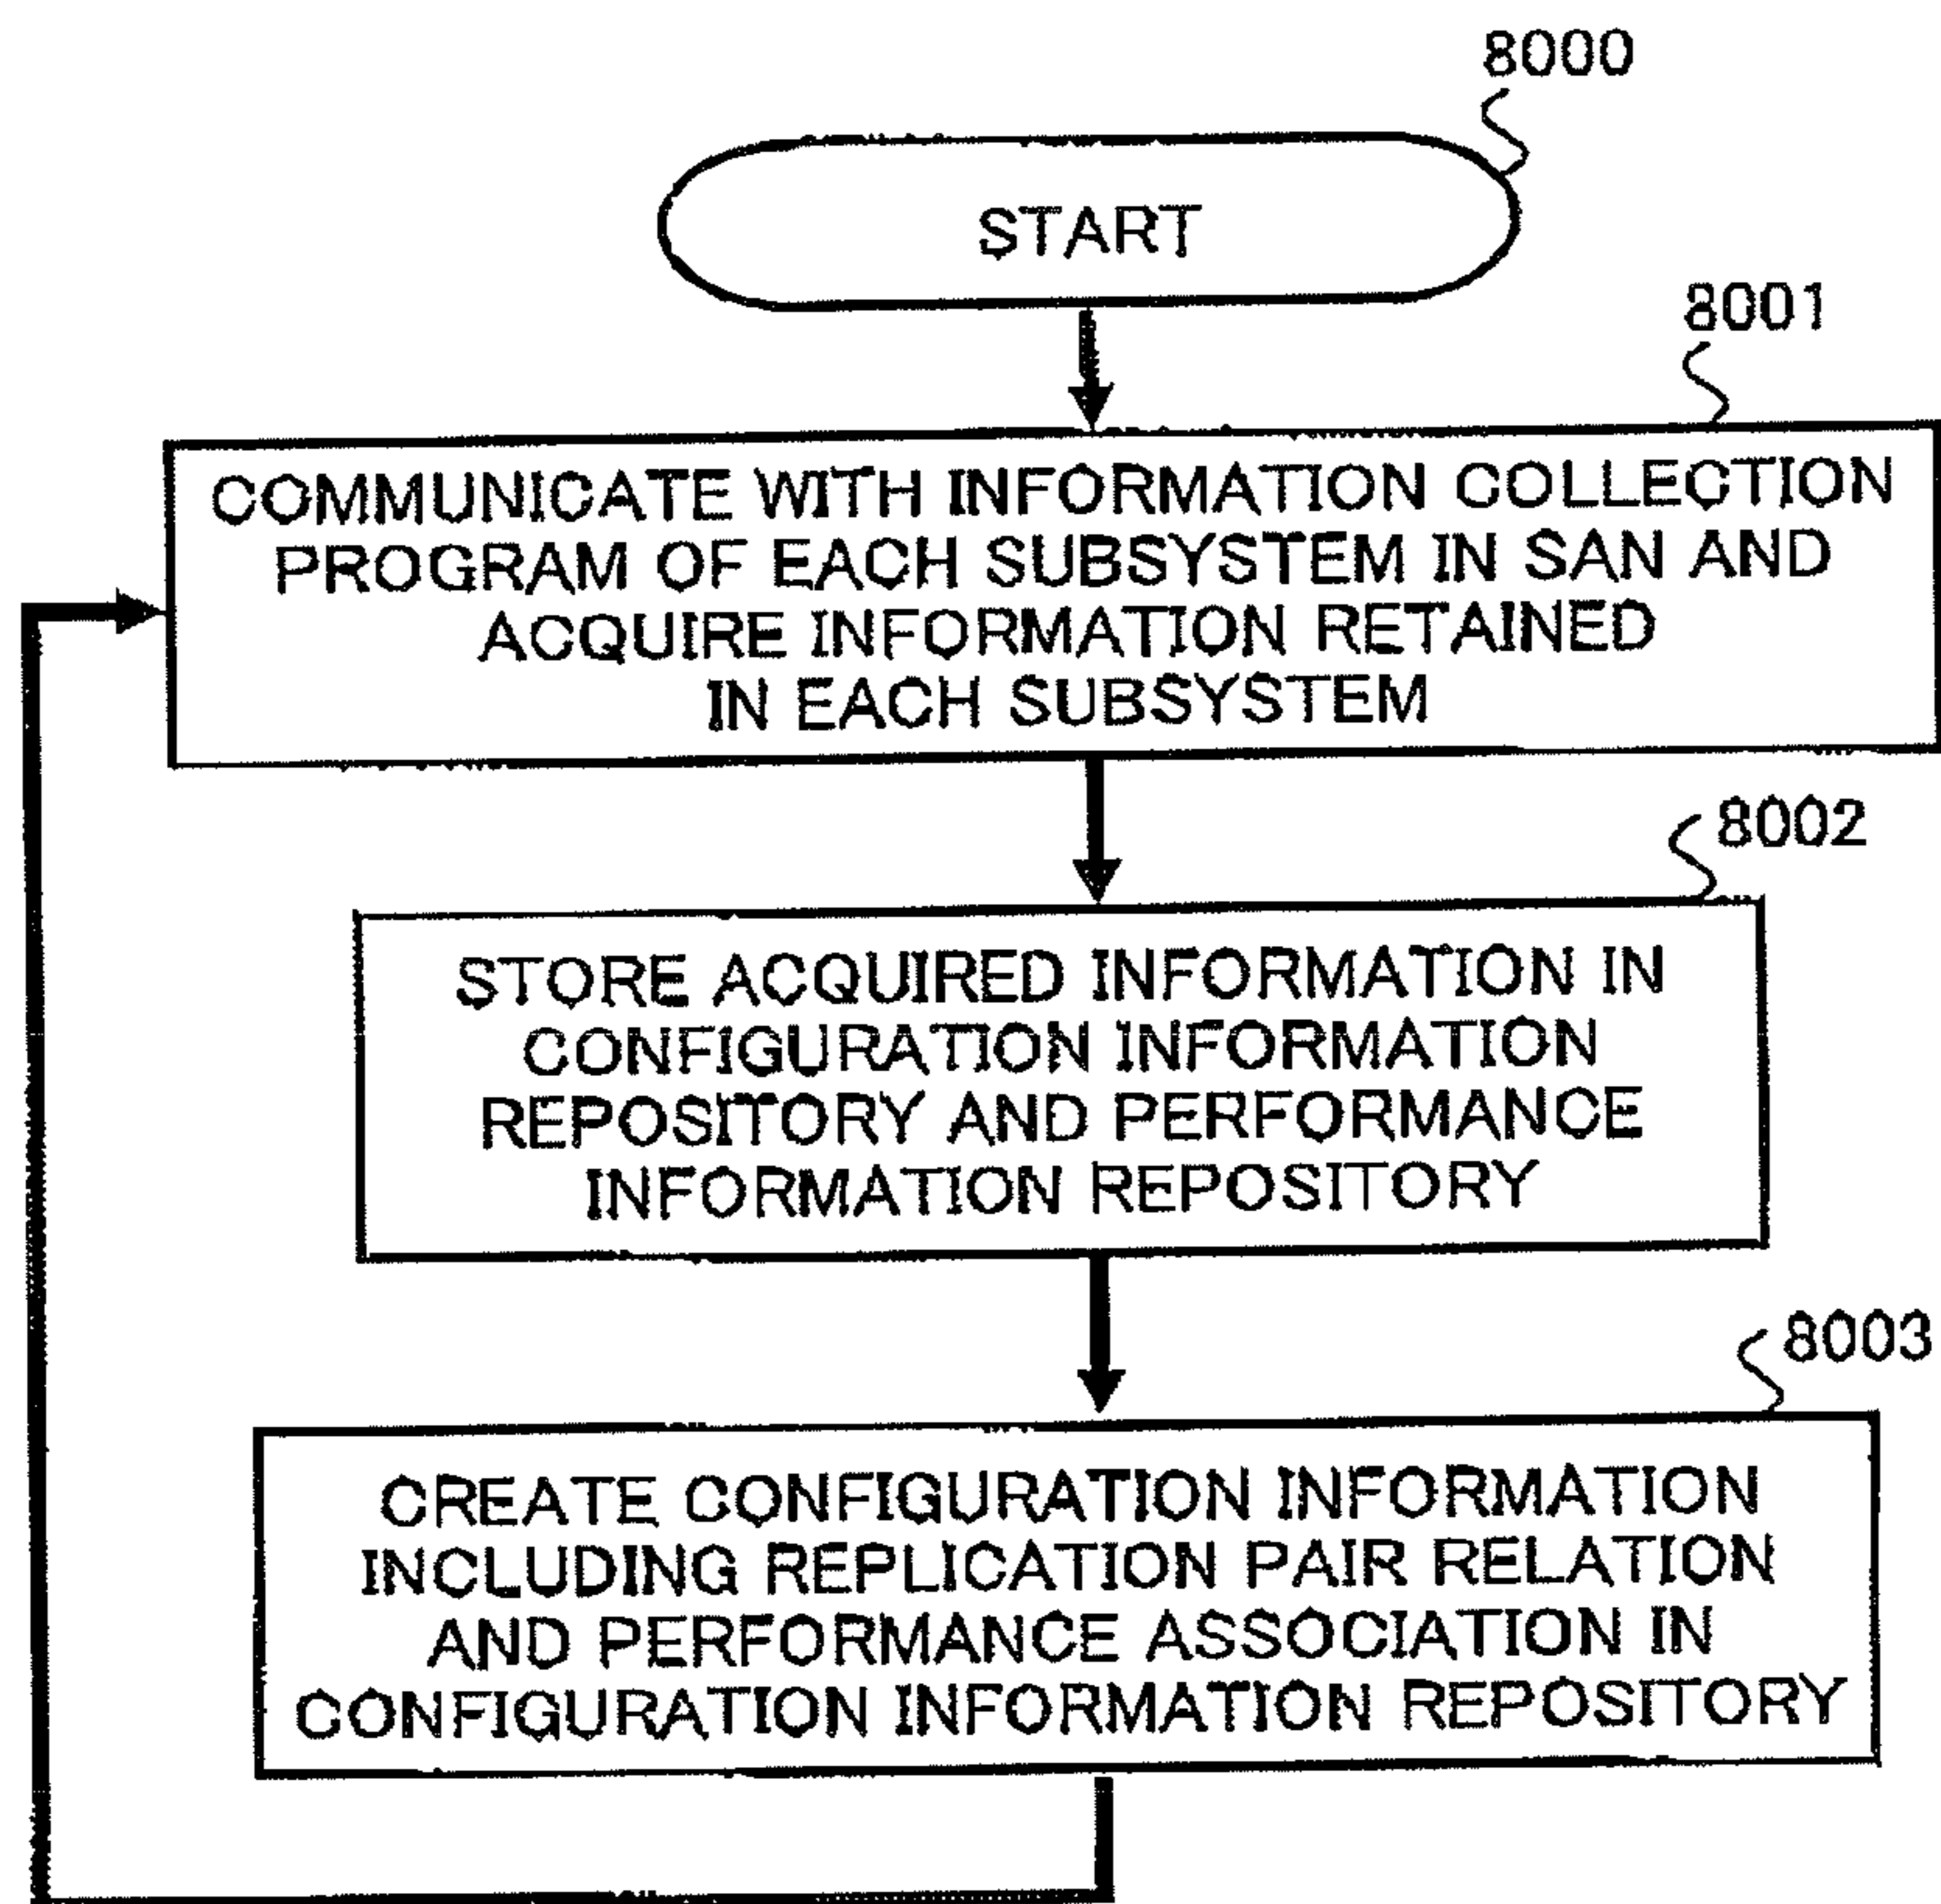 8000
START
8001
COMMUNICATE WITH INFORMATION COLLECTION
PROGRAM OF EACH SUBSYSTEM IN SAN AND
ACQUIRE INFORMATION RETAINED
IN EACH SUBSYSTEM
8002
STORE ACQUIRED INFORMATION IN
CONFIGURATION INFORMATION
REPOSITORY AND PERFORMANCE
INFORMATION REPOSITORY
8003
CREATE CONFIGURATION INFORMATION
INCLUDING REPLICATION PAIR RELATION
AND PERFORMANCE ASSOCIATION IN
CONFIGURATION INFORMATION REPOSITORY